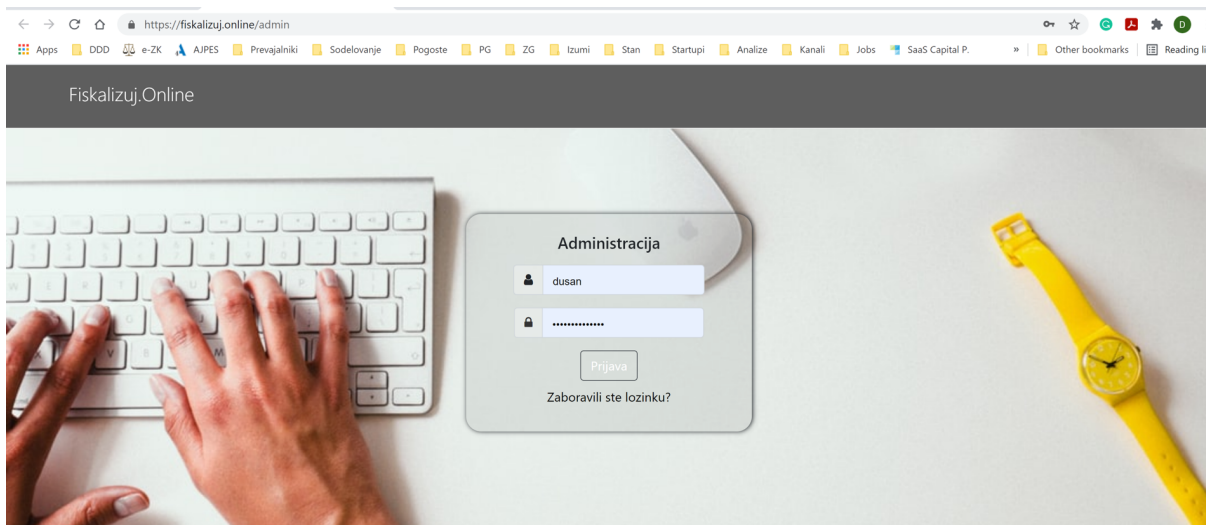 https://fiskalizuj.online/admin
Apps DDD e-ZK AJPES Prevajalniki Sodelovanje Pogoste PG ZG Izumi Stan Startupi Analize Kanali Jobs SaaS Capital P. » Other bookmarks Reading li
D
Fiskalizuj.Online
Administracija
dusan
••••••••••••••
Prijava
Zaboravili ste lozinku?